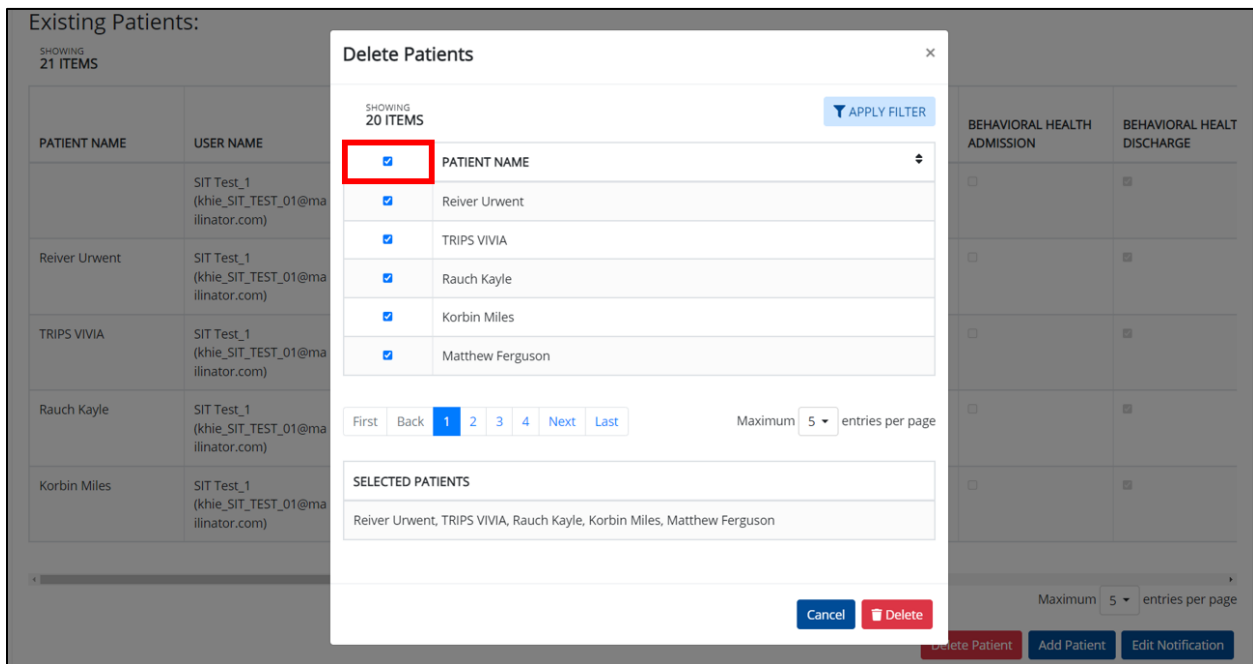 Existing Patients:
SHOWING
21 ITEMS
PATIENT NAME
USER NAME
BEHAVIORAL HEALTH
ADMISSION
BEHAVIORAL HEALT
DISCHARGE
SIT Test_1
(khie_SIT_TEST_01@ma
ilinator.com)
Reiver Urwent
SIT Test_1
(khie_SIT_TEST_01@ma
ilinator.com)
TRIPS VIVIA
SIT Test_1
(khie_SIT_TEST_01@ma
ilinator.com)
Rauch Kayle
SIT Test_1
(khie_SIT_TEST_01@ma
ilinator.com)
Korbin Miles
SIT Test_1
(khie_SIT_TEST_01@ma
ilinator.com)
Delete Patients
×
SHOWING
20 ITEMS
APPLY FILTER
PATIENT NAME
Reiver Urwent
TRIPS VIVIA
Rauch Kayle
Korbin Miles
Matthew Ferguson
First Back 1 2 3 4 Next Last
Maximum 5 entries per page
SELECTED PATIENTS
Reiver Urwent, TRIPS VIVIA, Rauch Kayle, Korbin Miles, Matthew Ferguson
Cancel Delete
Maximum 5 entries per page
Delete Patient Add Patient Edit Notification